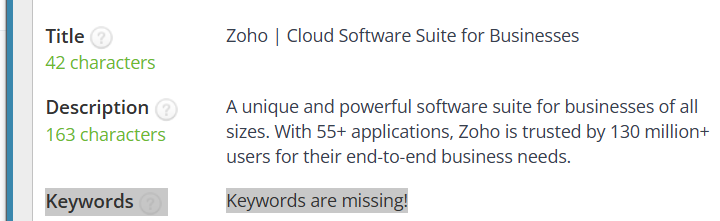 Title ? Zoho | Cloud Software Suite for Businesses
42 characters
Description ? A unique and powerful software suite for businesses of all
163 characters sizes. With 55+ applications, Zoho is trusted by 130 million+
users for their end-to-end business needs.
Keywords ? Keywords are missing!